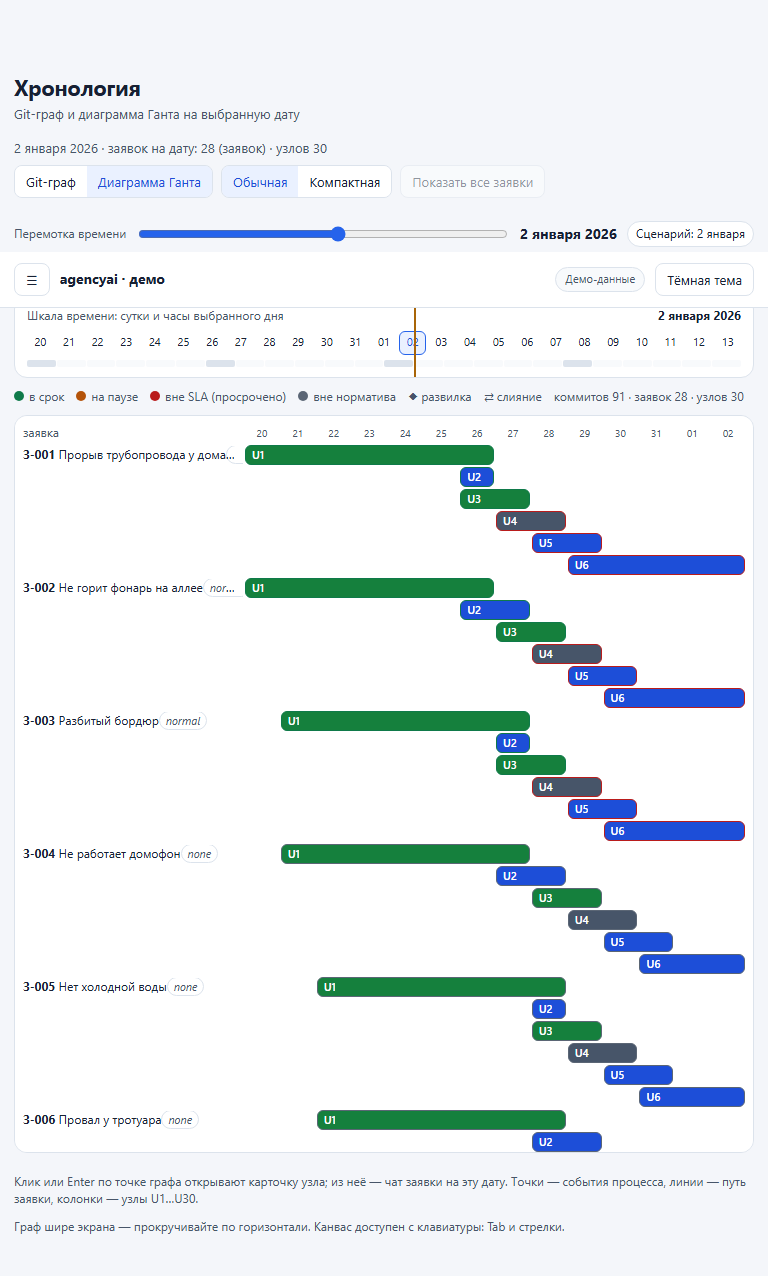 Хронология
Git-граф и диаграмма Ганта на выбранную дату
2 января 2026 · заявок на дату: 28 (заявок) · узлов 30
Git-граф Диаграмма Ганта Обычная Компактная Показать все заявки
Перемотка времени 2 января 2026 Сценарий: 2 января
☰ agencyai · демо Демо-данные Тёмная тема
Шкала времени: сутки и часы выбранного дня 2 января 2026
20 21 22 23 24 25 26 27 28 29 30 31 01 02 03 04 05 06 07 08 09 10 11 12 13
в срок на паузе вне SLA (просрочено) вне норматива ◆ развилка ⇄ слияние коммитов 91 · заявок 28 · узлов 30
заявка 20 21 22 23 24 25 26 27 28 29 30 31 01 02
З-001 Прорыв трубопровода у дома... U1
U2
U3
U4
U5
U6
З-002 Не горит фонарь на аллее nor... U1
U2
U3
U4
U5
U6
З-003 Разбитый бордюр normal U1
U2
U3
U4
U5
U6
З-004 Не работает домофон none U1
U2
U3
U4
U5
U6
З-005 Нет холодной воды none U1
U2
U3
U4
U5
U6
З-006 Провал у тротуара none U1
U2
Клик или Enter по точке графа открывают карточку узла; из неё — чат заявки на эту дату. Точки — события процесса, линии — путь
заявки, колонки — узлы U1…U30.
Граф шире экрана — прокручивайте по горизонтали. Канвас доступен с клавиатуры: Tab и стрелки.